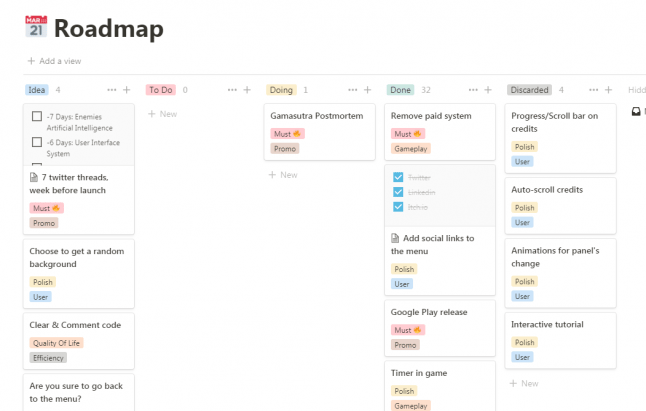 MAR
21
Roadmap
+ Add a view
Idea 4
-7 Days: Enemies
Artificial Intelligence
-6 Days: User Interface
System
7 twitter threads,
week before launch
Must
Promo
Choose to get a random
background
Polish
User
Clear & Comment code
Quality Of Life
Efficiency
Are you sure to go back
to the menu?
To Do 0
+ New
Doing 1
Gamasutra Postmortem
Must
Promo
+ New
Done 32
Remove paid system
Must
Gameplay
Twitter
Linkedin
Itch.io
Add social links to
the menu
Polish
User
Google Play release
Must
Promo
Timer in game
Polish
Gameplay
Discarded 4
Progress/Scroll bar on
credits
Polish
User
Auto-scroll credits
Polish
User
Animations for panel's
change
Polish
User
Interactive tutorial
Polish
User
+ New
Hidd